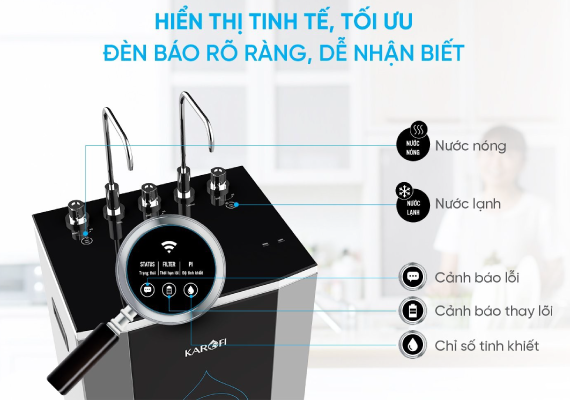 HIỂN THỊ TINH TẾ, TỐI ƯU
ĐÈN BÁO RÕ RÀNG, DỄ NHẬN BIẾT
NƯỚC
NÓNG
Nước nóng
NƯỚC
LẠNH
Nước lạnh
STATUS | FILTER | PI
Trạng thái | Thời hạn lõi | Độ tinh khiết
Cảnh báo lỗi
Cảnh báo thay lõi
Chỉ số tinh khiết
KAROFI